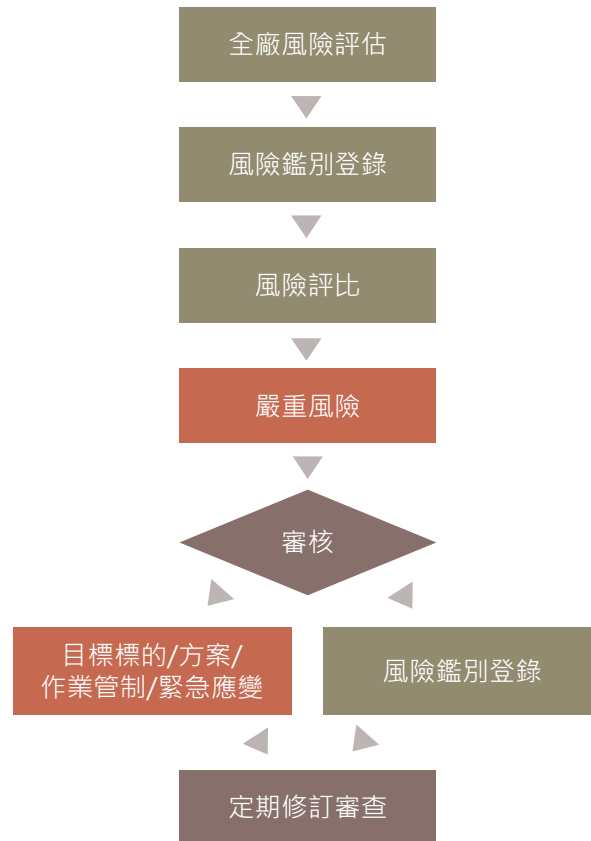 全廠風險評估
風險鑑別登錄
風險評比
嚴重風險
審核
目標標的/方案/
作業管制/緊急應變
風險鑑別登錄
定期修訂審查